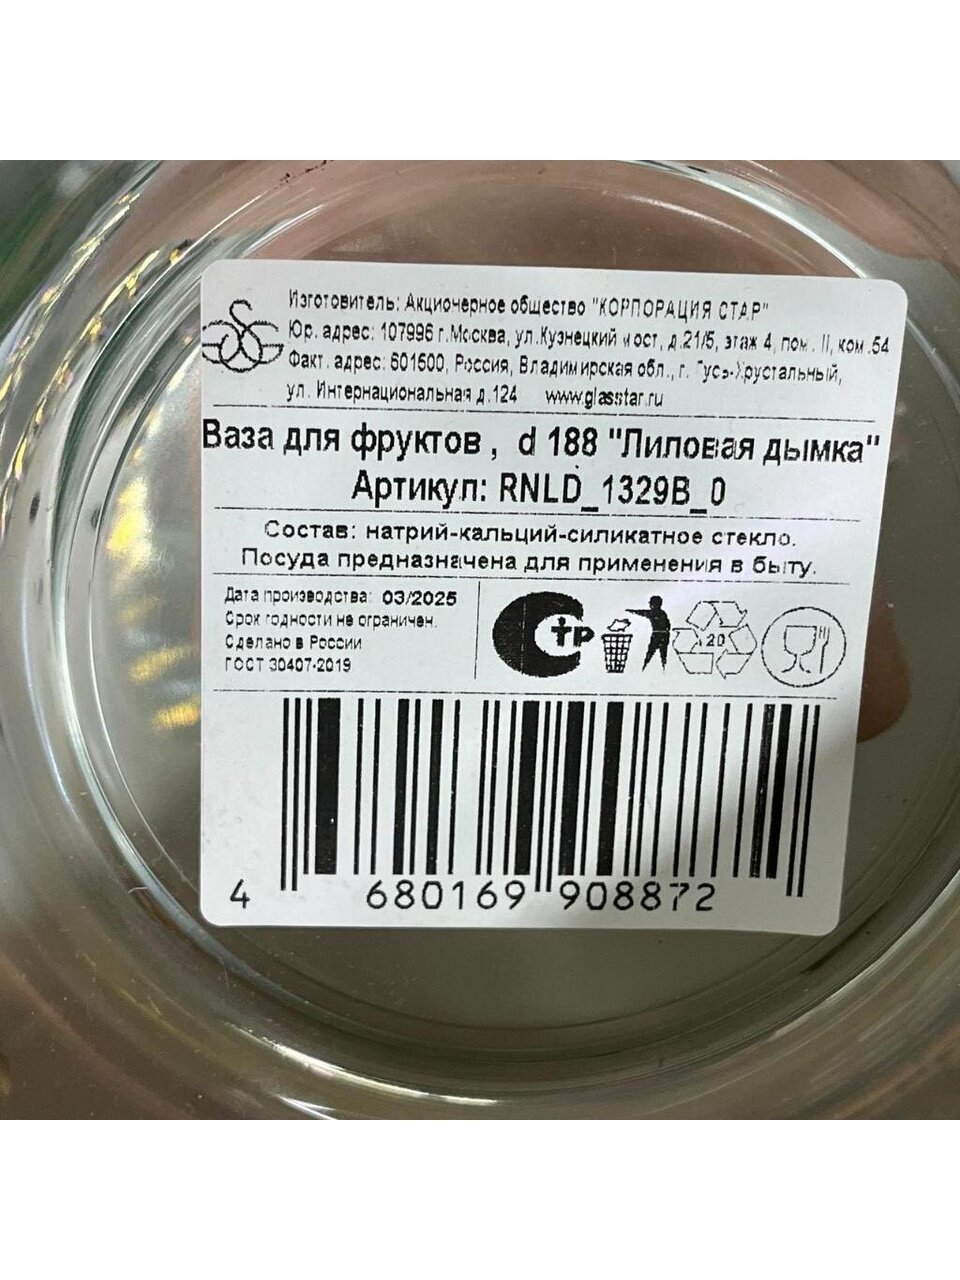 Изготовитель: Акционерное общество "КОРПОРАЦИЯ СТАР"
Юр. адрес: 107996 г.Москва, ул.Кузнецкий мост, д.21/5, этаж 4, пом. II, ком.54
Факт. адрес: 601500, Россия, Владимирская обл., г. Гусь-Хрустальный,
ул. Интернациональная д.124 www.glasstar.ru
Ваза для фруктов , d 188 "Лиловая дымка"
Артикул: RNLD_1329B_0
Состав: натрий-кальций-силикатное стекло.
Посуда предназначена для применения в быту.
Дата производства: 03/2025
Срок годности не ограничен.
Сделано в России
ГОСТ 30407-2019
тр
20
4 680169 908872